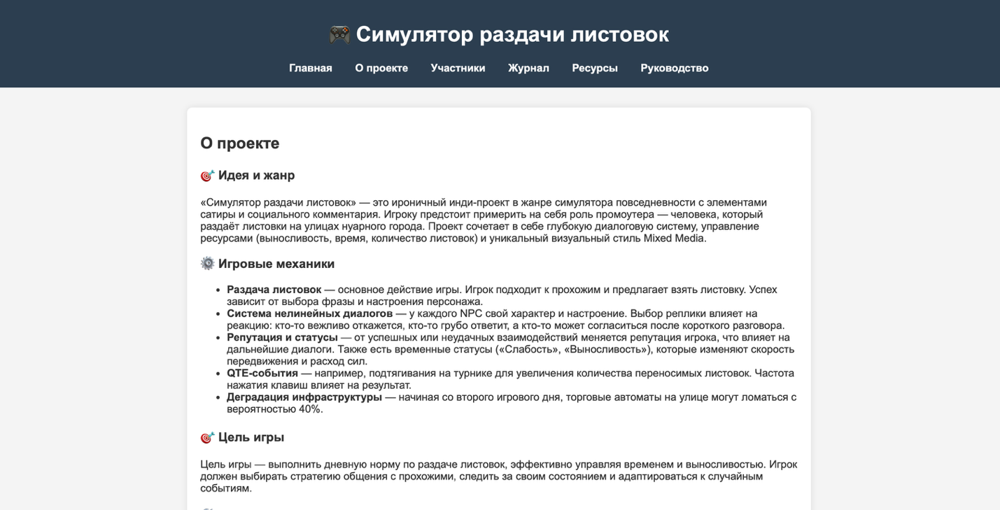 🎮 Симулятор раздачи листовок
Главная О проекте Участники Журнал Ресурсы Руководство
О проекте
🎯 Идея и жанр
«Симулятор раздачи листовок» — это ироничный инди-проект в жанре симулятора повседневности с элементами
сатиры и социального комментария. Игроку предстоит примерить на себя роль промоутера — человека, который
раздаёт листовки на улицах нуарного города. Проект сочетает в себе глубокую диалоговую систему, управление
ресурсами (выносливость, время, количество листовок) и уникальный визуальный стиль Mixed Media.
⚙️ Игровые механики
• Раздача листовок — основное действие игры. Игрок подходит к прохожим и предлагает взять листовку. Успех
зависит от выбора фразы и настроения персонажа.
• Система нелинейных диалогов — у каждого NPC свой характер и настроение. Выбор реплики влияет на
реакцию: кто-то вежливо откажется, кто-то грубо ответит, а кто-то может согласиться после короткого разговора.
• Репутация и статусы — от успешных или неудачных взаимодействий меняется репутация игрока, что влияет на
дальнейшие диалоги. Также есть временные статусы («Слабость», «Выносливость»), которые изменяют скорость
передвижения и расход сил.
• QTE-события — например, подтягивания на турнике для увеличения количества переносимых листовок. Частота
нажатия клавиш влияет на результат.
• Деградация инфраструктуры — начиная со второго игрового дня, торговые автоматы на улице могут ломаться с
вероятностью 40%.
🎯 Цель игры
Цель игры — выполнить дневную норму по раздаче листовок, эффективно управляя временем и выносливостью. Игрок
должен выбирать стратегию общения с прохожими, следить за своим состоянием и адаптироваться к случайным
событиям.